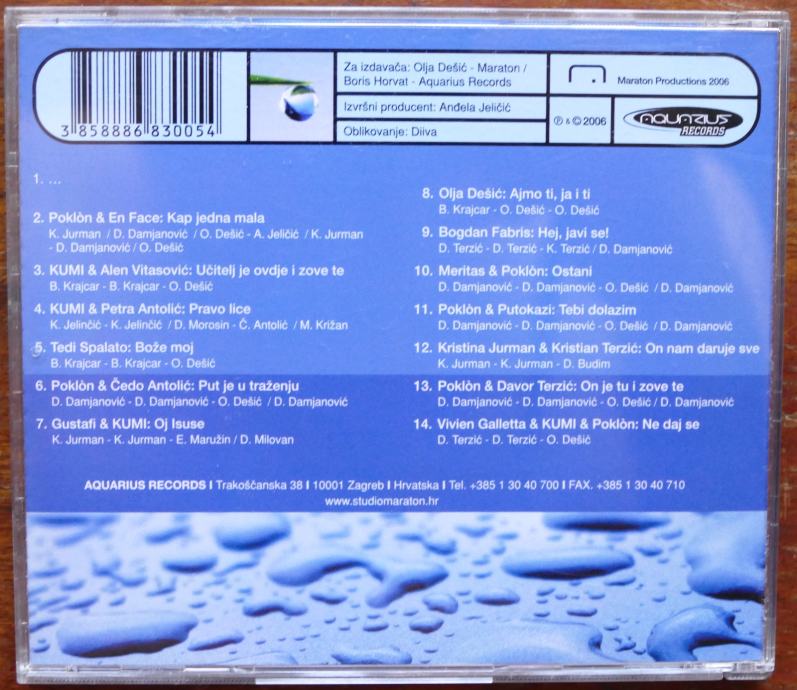 3 858886 830054
Za izdavača: Olja Dešić - Maraton /
Boris Horvat - Aquarius Records
Izvršni producent: Anđela Jeličić
Oblikovanje: Diiva
Maraton Productions 2006
℗ & © 2006
AQUARIUS
RECORDS
1. ...
2. Poklòn & En Face: Kap jedna mala
K. Jurman / D. Damjanović / O. Dešić - A. Jeličić / K. Jurman
- D. Damjanović / O. Dešić
3. KUMI & Alen Vitasović: Učitelj je ovdje i zove te
B. Krajcar - B. Krajcar - O. Dešić
4. KUMI & Petra Antolić: Pravo lice
K. Jelinčić - K. Jelinčić / D. Morosin - Č. Antolić / M. Križan
5. Tedi Spalato: Bože moj
B. Krajcar - B. Krajcar - O. Dešić
6. Poklòn & Čedo Antolić: Put je u traženju
D. Damjanović - D. Damjanović - O. Dešić / D. Damjanović
7. Gustafi & KUMI: Oj Isuse
K. Jurman - K. Jurman - E. Maružin / D. Milovan
8. Olja Dešić: Ajmo ti, ja i ti
B. Krajcar - O. Dešić - O. Dešić
9. Bogdan Fabris: Hej, javi se!
D. Terzić - D. Terzić - K. Terzić / D. Damjanović
10. Meritas & Poklòn: Ostani
D. Damjanović - D. Damjanović - O. Dešić / D. Damjanović
11. Poklòn & Putokazi: Tebi dolazim
D. Damjanović - D. Damjanović - O. Dešić / D. Damjanović
12. Kristina Jurman & Kristian Terzić: On nam daruje sve
K. Jurman - K. Jurman - D. Budim
13. Poklòn & Davor Terzić: On je tu i zove te
D. Damjanović - D. Damjanović - O. Dešić / D. Damjanović
14. Vivien Galletta & KUMI & Poklòn: Ne daj se
D. Terzić - D. Terzić - O. Dešić
AQUARIUS RECORDS I Trakošćanska 38 I 10001 Zagreb I Hrvatska I Tel. +385 1 30 40 700 I FAX. +385 1 30 40 710
www.studiomaraton.hr